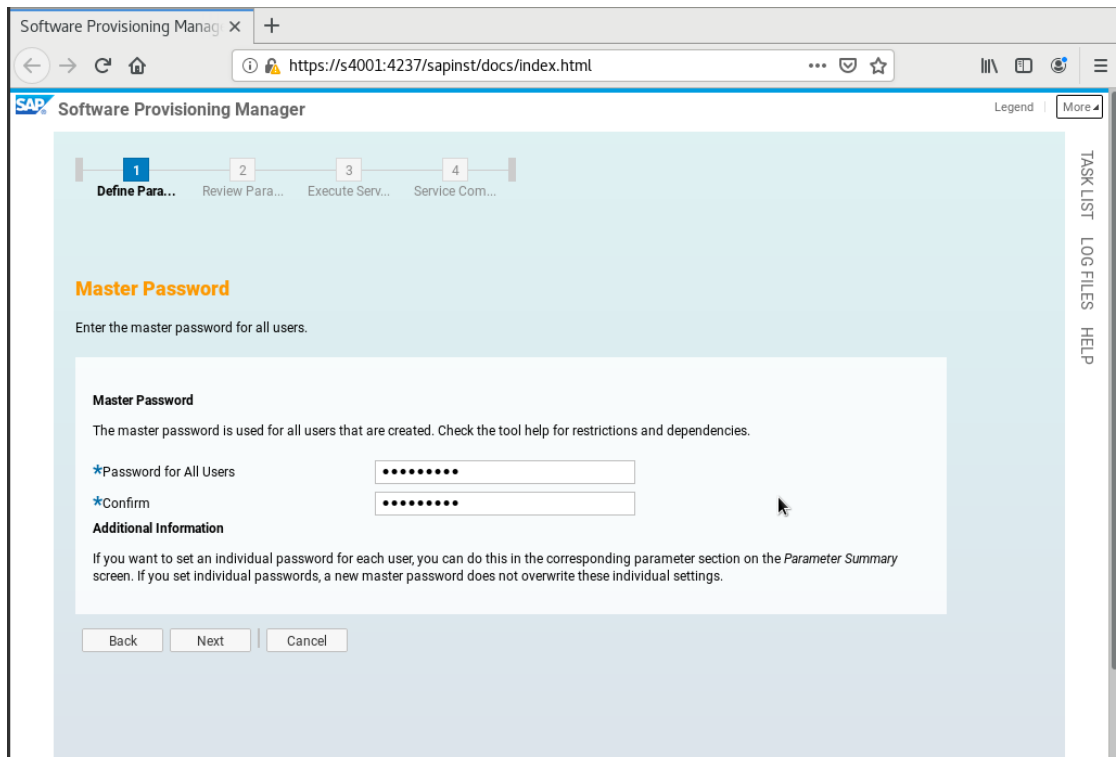 Software Provisioning Manag
https://s4001:4237/sapinst/docs/index.html
SAP Software Provisioning Manager
Legend
More
1
2
3
4
Define Para...
Review Para...
Execute Serv...
Service Com...
TASK LIST
LOG FILES
HELP
Master Password
Enter the master password for all users.
Master Password
The master password is used for all users that are created. Check the tool help for restrictions and dependencies.
*Password for All Users
*Confirm
Additional Information
If you want to set an individual password for each user, you can do this in the corresponding parameter section on the Parameter Summary
screen. If you set individual passwords, a new master password does not overwrite these individual settings.
Back
Next
Cancel